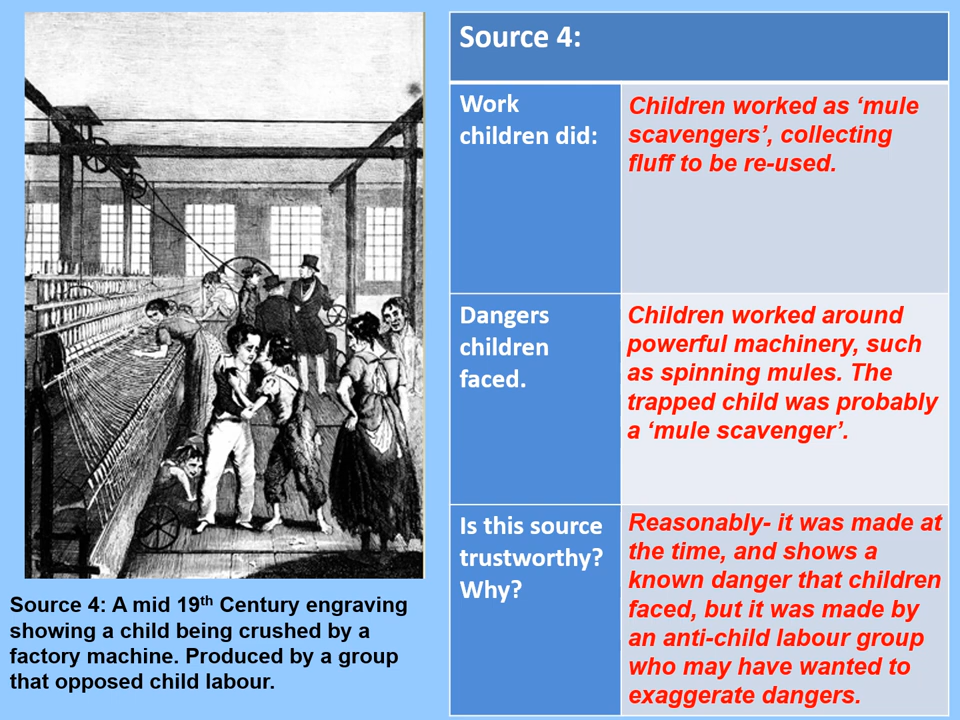 Source 4:
Work
children did:
Children worked as ‘mule
scavengers’, collecting
fluff to be re-used.
Dangers
children
faced.
Children worked around
powerful machinery, such
as spinning mules. The
trapped child was probably
a ‘mule scavenger’.
Is this source
trustworthy?
Why?
Reasonably- it was made at
the time, and shows a
known danger that children
faced, but it was made by
an anti-child labour group
who may have wanted to
exaggerate dangers.
Source 4: A mid 19th Century engraving
showing a child being crushed by a
factory machine. Produced by a group
that opposed child labour.